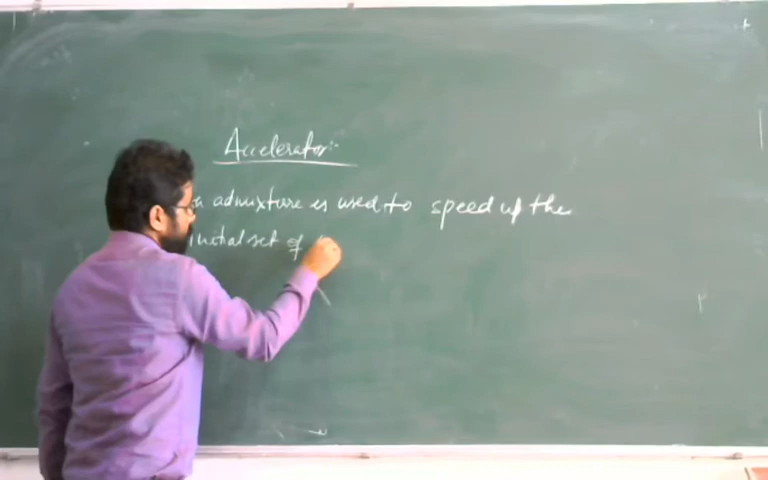 Accelerator:-
admixture is used to speed up the
initial set of